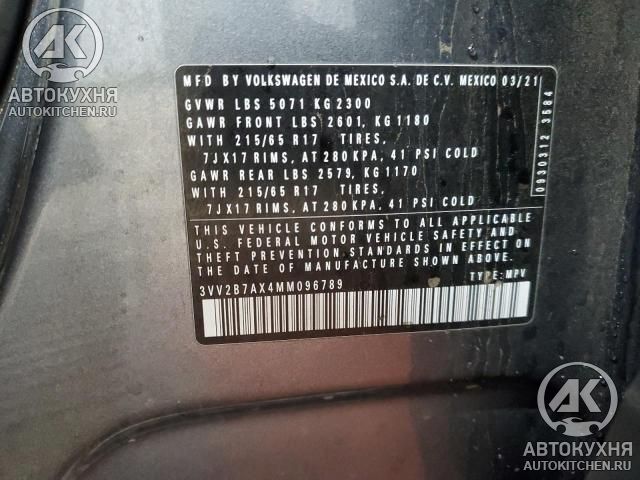 AK
АВТОКУХНЯ
AUTOKITCHEN.RU
MFD BY VOLKSWAGEN DE MEXICO S.A. DE C.V. MEXICO 03/21
GVWR LBS 5071 KG 2300
GAWR FRONT LBS 2601, KG 1180
WITH 215/65 R17 TIRES,
7JX17 RIMS, AT 280 KPA, 41 PSI COLD
GAWR REAR LBS 2579, KG 1170
WITH 215/65 R17 TIRES,
7JX17 RIMS, AT 280 KPA, 41 PSI COLD
0930312 3584
THIS VEHICLE CONFORMS TO ALL APPLICABLE
U.S. FEDERAL MOTOR VEHICLE SAFETY AND
THEFT PREVENTION STANDARDS IN EFFECT ON
THE DATE OF MANUFACTURE SHOWN ABOVE.
3VV2B7AX4MM096789
TYPE: MPV
AK
АВТОКУХНЯ
AUTOKITCHEN.RU